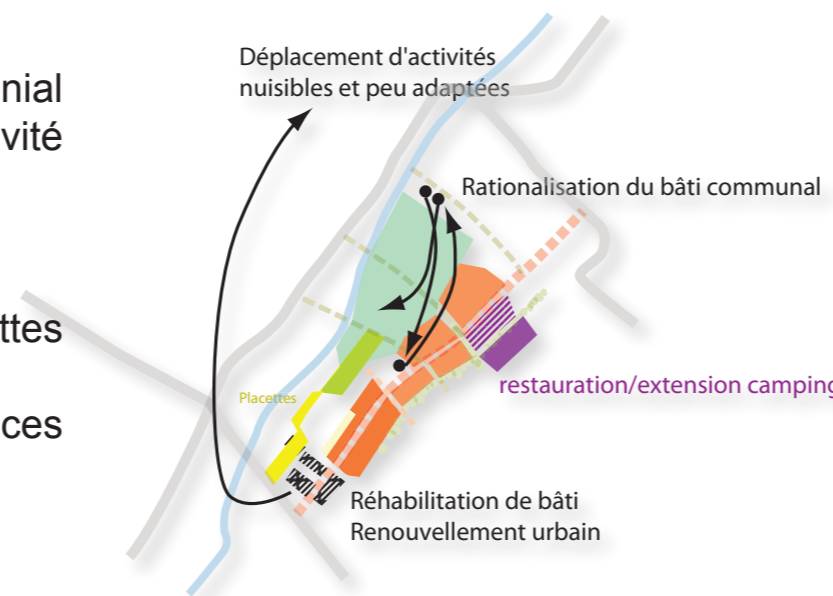 nial
vité
ttes
ces
Déplacement d'activités
nuisibles et peu adaptées
Rationalisation du bâti communal
restauration/extension camping
Placettes
Réhabilitation de bâti
Renouvellement urbain